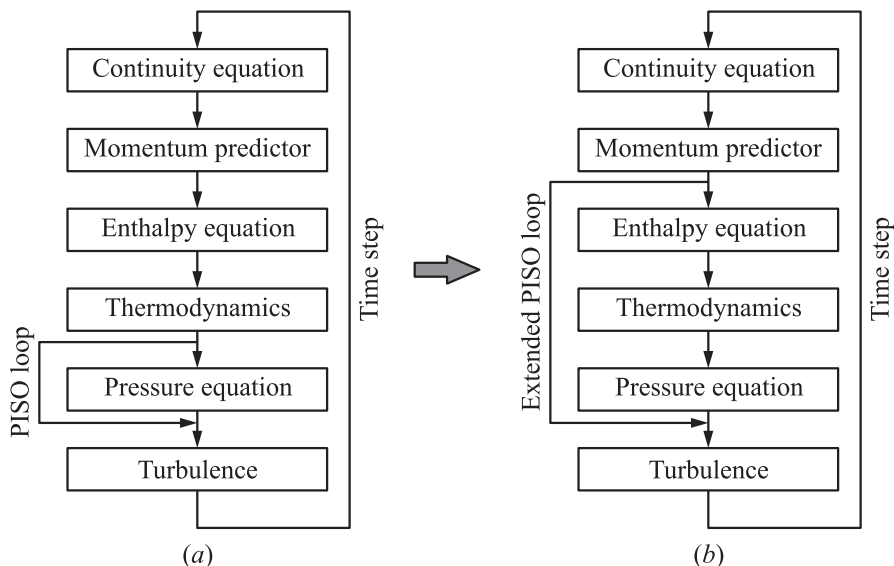 Continuity equation
Momentum predictor
Enthalpy equation
Thermodynamics
Pressure equation
Turbulence
PISO loop
Time step
(a)
Continuity equation
Momentum predictor
Enthalpy equation
Thermodynamics
Pressure equation
Turbulence
Extended PISO loop
Time step
(b)